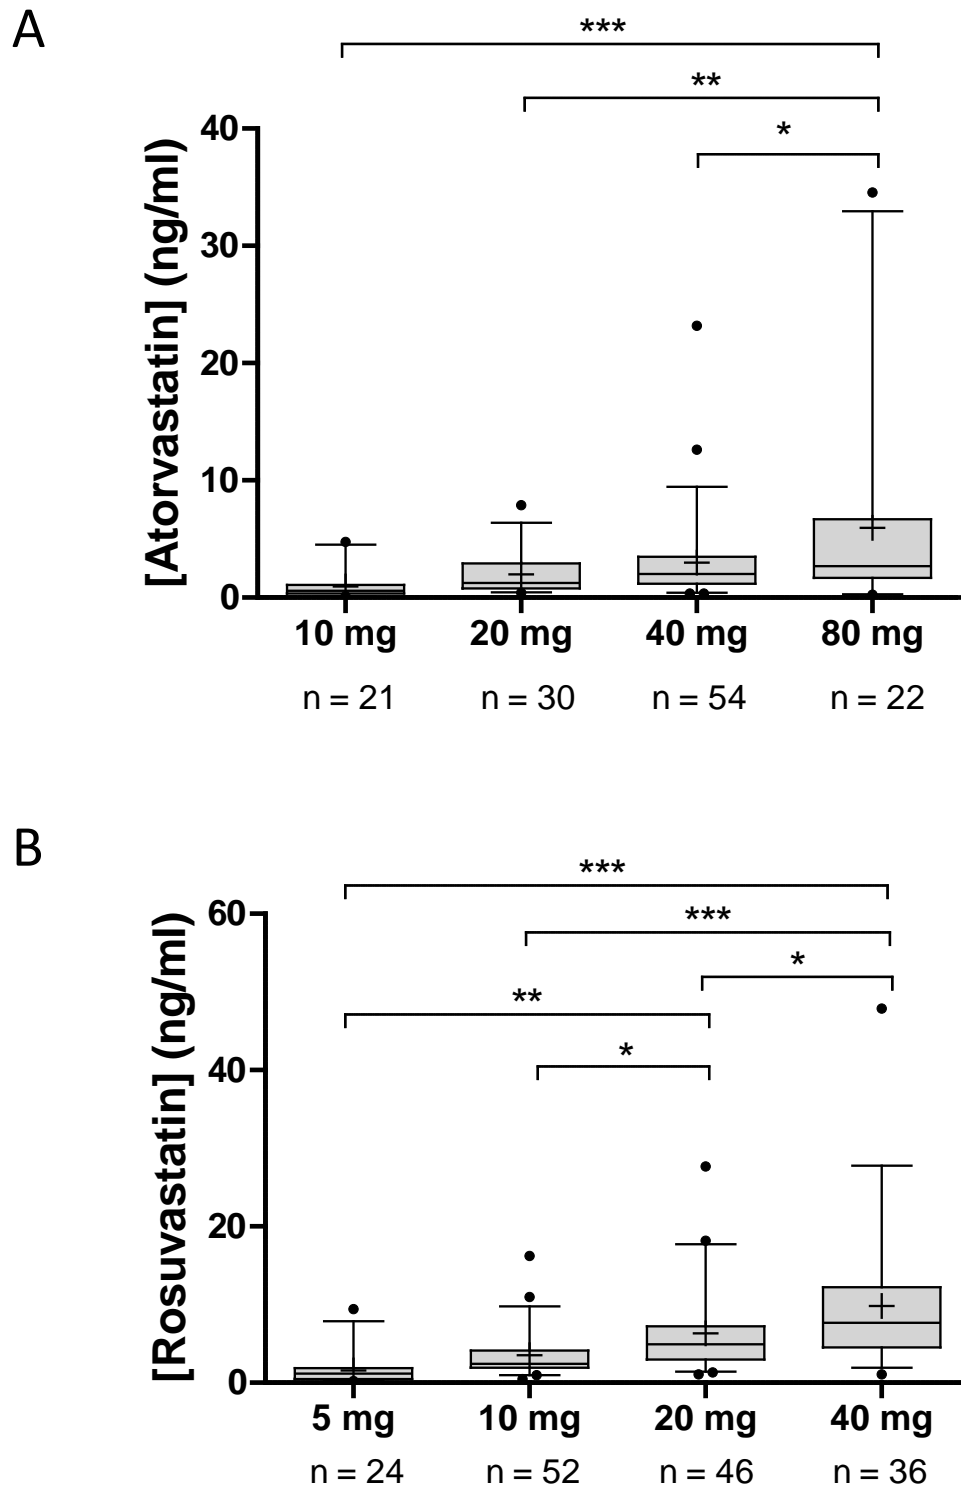 A
***
**
*
[Atorvastatin] (ng/ml)
40
30
20
10
0
10 mg 20 mg 40 mg 80 mg
n = 21 n = 30 n = 54 n = 22
B
***
***
*
**
*
[Rosuvastatin] (ng/ml)
60
40
20
0
5 mg 10 mg 20 mg 40 mg
n = 24 n = 52 n = 46 n = 36